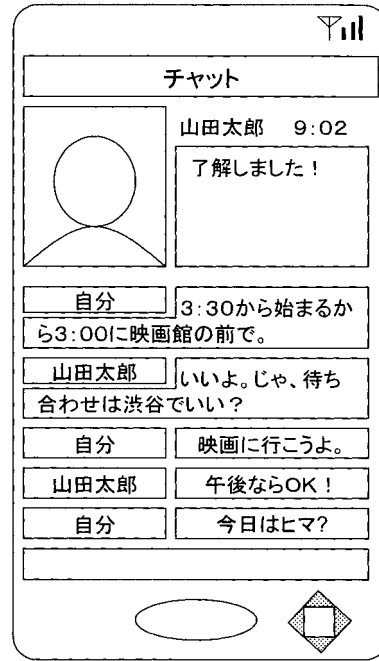 チャット
山田太郎 9:02
了解しました!
自分 3:30から始まるか
ら3:00に映画館の前で。
山田太郎 いいよ。じゃ、待ち
合わせは渋谷でいい?
自分 映画に行こうよ。
山田太郎 午後ならOK!
自分 今日はヒマ?